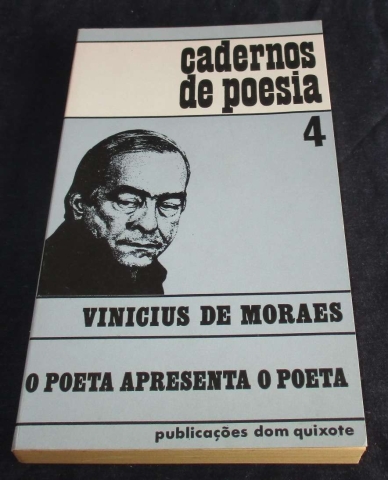 cadernos
de poesia
4
VINICIUS DE MORAES
O POETA APRESENTA O POETA
publicações dom quixote